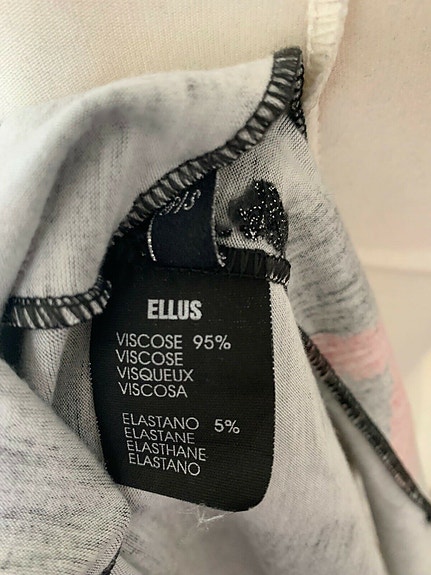 ELLUS
VISCOSE 95%
VISCOSE
VISQUEUX
VISCOSA
ELASTANO 5%
ELASTANE
ELASTHANE
ELASTANO